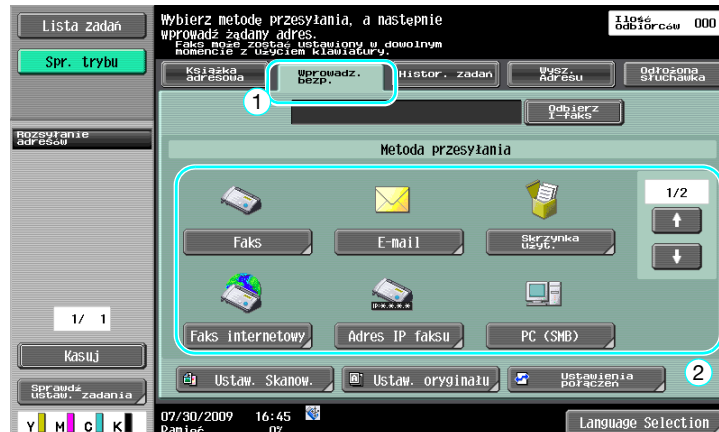 Lista zadań
Spr. trybu
Rozsyłanie
adresów
1/ 1
Kasuj
Sprawdź
ustaw. zadania
Y M C K
Wybierz metodę przesyłania, a następnie
wprowadź żądany adres.
Faks może zostać ustawiony w dowolnym
momencie z użyciem klawiatury.
Ilość
odbiorców 000
Książka
adresowa
Wprowadz.
bezp.
Histor. zadań
Wysz.
Adresu
Odłożona
słuchawka
1
Odbierz
I-faks
Metoda przesyłania
Faks
E-mail
Skrzynka
użyt.
1/2
Faks internetowy
IP:*.*.*.*
Adres IP faksu
PC (SMB)
Ustaw. Skanow.
Ustaw. oryginału
Ustawienia
połączeń
2
07/30/2009 16:45
Pamięć 0%
Language Selection